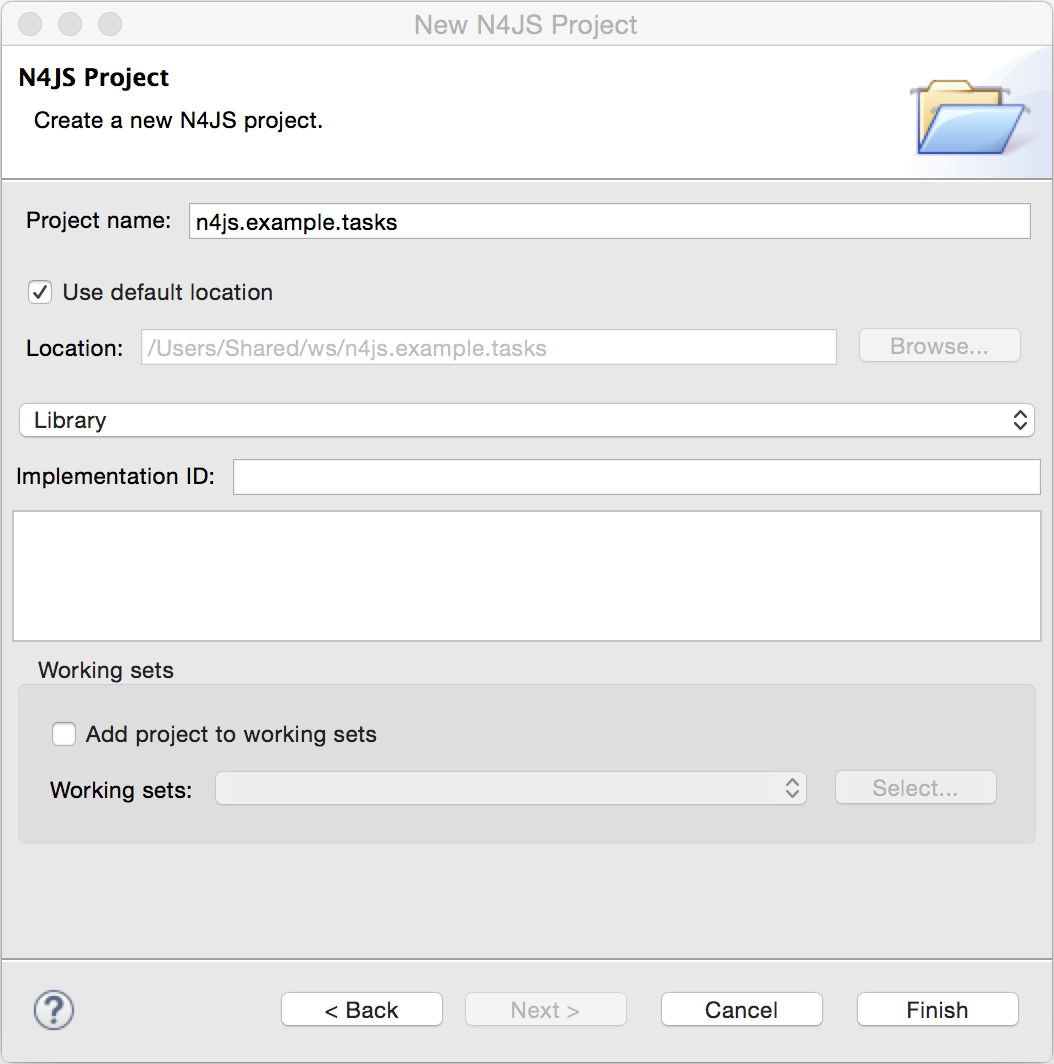 New N4JS Project
N4JS Project
Create a new N4JS project.
Project name: n4js.example.tasks
Use default location
Location: /Users/Shared/ws/n4js.example.tasks Browse...
Library
Implementation ID:
Working sets
Add project to working sets
Working sets: Select...
? < Back Next > Cancel Finish